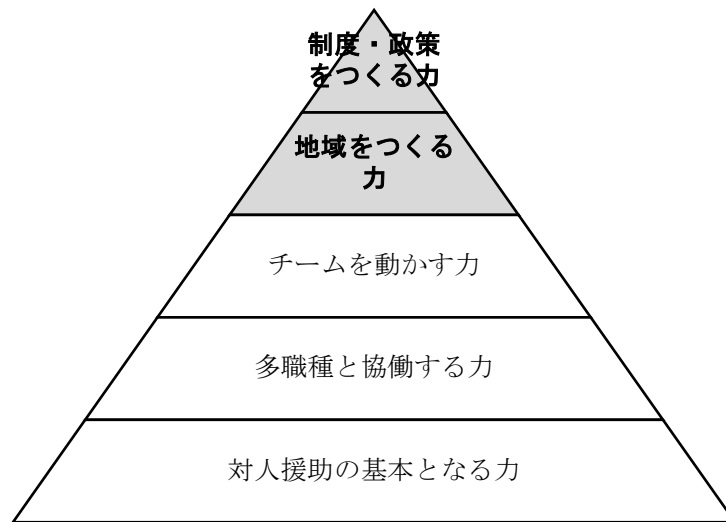 制度・政策
をつくる力
地域をつくる
力
チームを動かす力
多職種と協働する力
対人援助の基本となる力